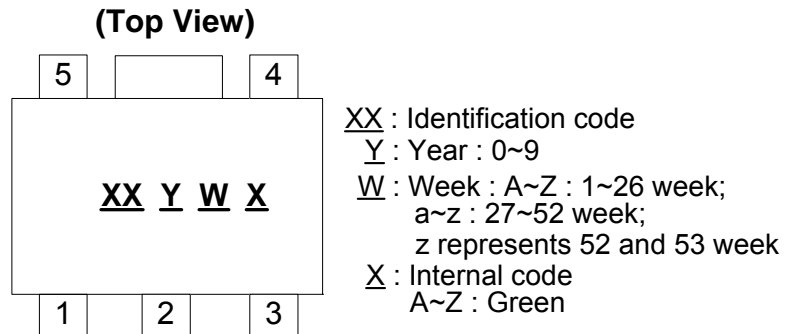 (Top View)
5 4
XX Y W X
1 2 3
XX : Identification code
Y : Year : 0~9
W : Week : A~Z : 1~26 week;
a~z : 27~52 week;
z represents 52 and 53 week
X : Internal code
A~Z : Green